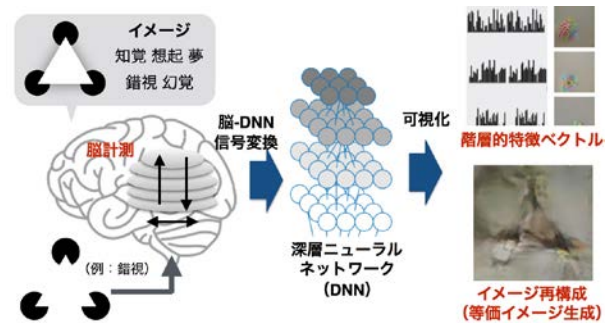 イメージ
知覚 想起 夢
錯視 幻覚
脳計測
(例：錯視)
脳-DNN
信号変換
深層ニューラル
ネットワーク
(DNN)
可視化
階層的特徴ベクトル
イメージ再構成
(等価イメージ生成)